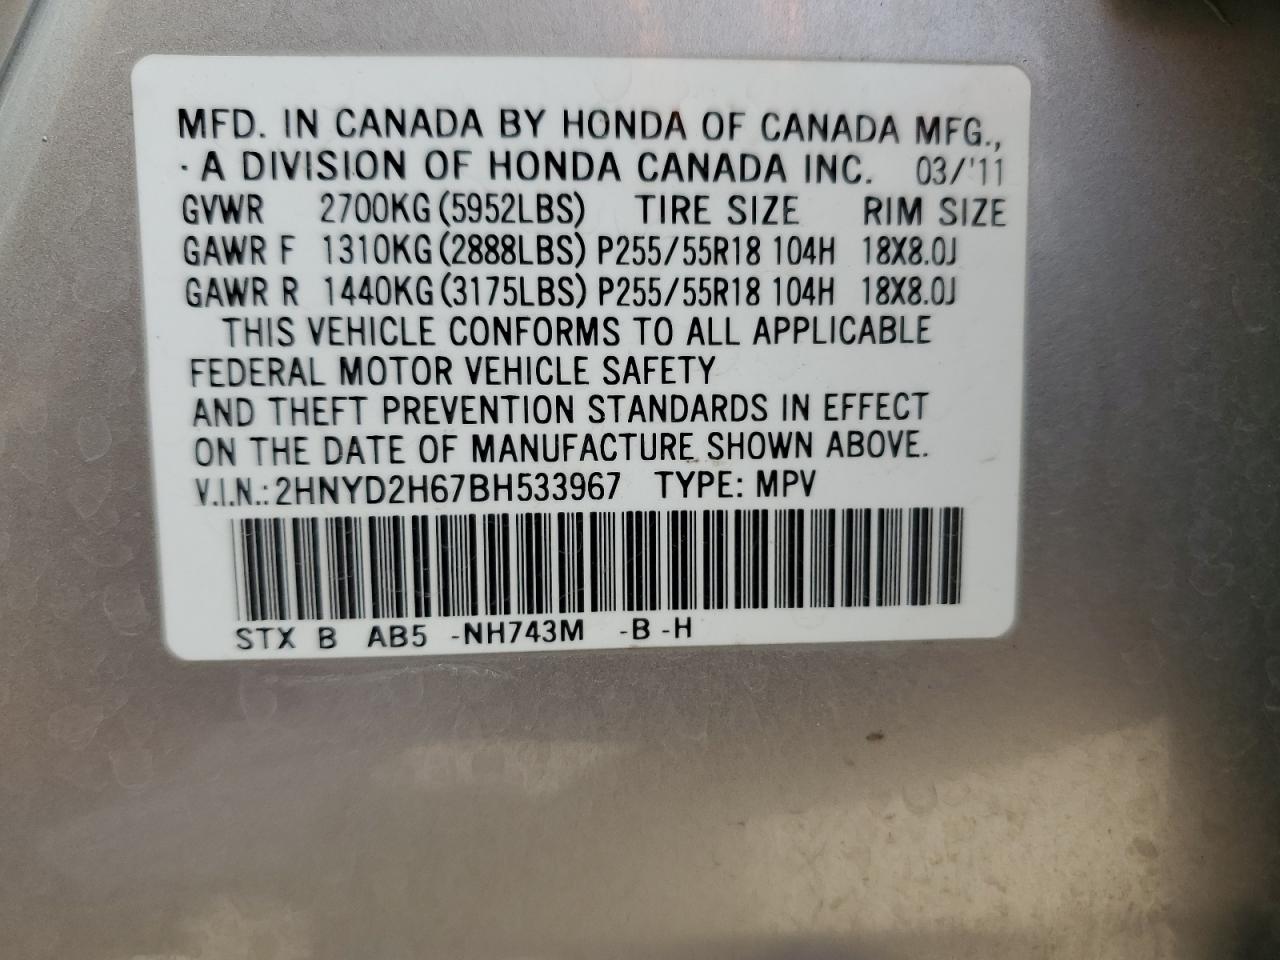 MFD. IN CANADA BY HONDA OF CANADA MFG.,
· A DIVISION OF HONDA CANADA INC. 03/'11
GVWR 2700KG (5952LBS) TIRE SIZE RIM SIZE
GAWR F 1310KG (2888LBS) P255/55R18 104H 18X8.0J
GAWR R 1440KG (3175LBS) P255/55R18 104H 18X8.0J
THIS VEHICLE CONFORMS TO ALL APPLICABLE
FEDERAL MOTOR VEHICLE SAFETY
AND THEFT PREVENTION STANDARDS IN EFFECT
ON THE DATE OF MANUFACTURE SHOWN ABOVE.
V.I.N.: 2HNYD2H67BH533967 TYPE: MPV
STX B AB5 -NH743M -B -H